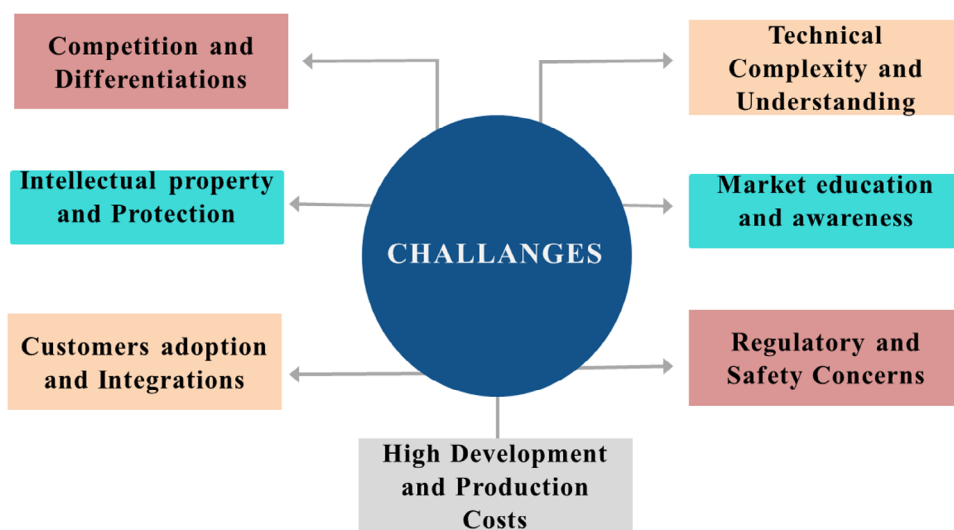 Competition and
Differentiations
Technical
Complexity and
Understanding
Intellectual property
and Protection
Market education
and awareness
CHALLANGES
Customers adoption
and Integrations
Regulatory and
Safety Concerns
High Development
and Production
Costs